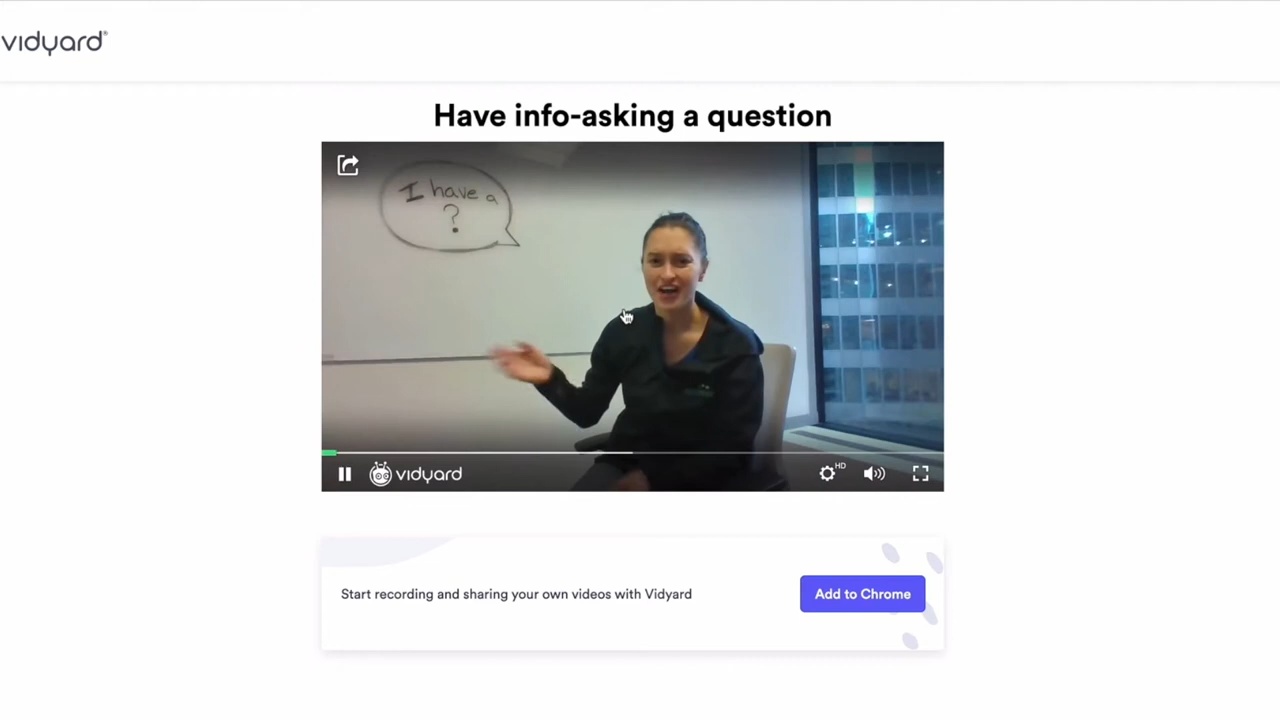 vidyard
Have info-asking a question
I have a
?
HD
vidyard
Start recording and sharing your own videos with Vidyard
Add to Chrome